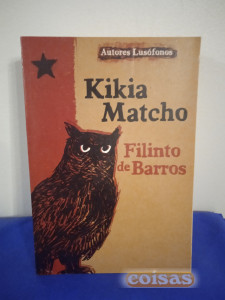 Autores Lusófonos
Kikia
Matcho
Filinto
de Barros
coisas